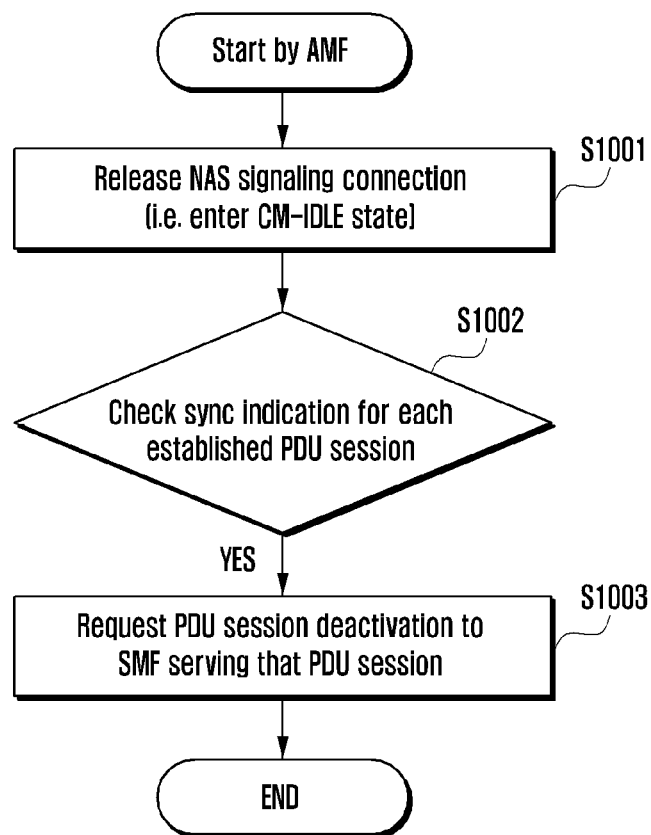 Start by AMF
S1001
Release NAS signaling connection
(i.e. enter CM-IDLE state]
S1002
Check sync indication for each
established PDU session
YES
S1003
Request PDU session deactivation to
SMF serving that PDU session
END